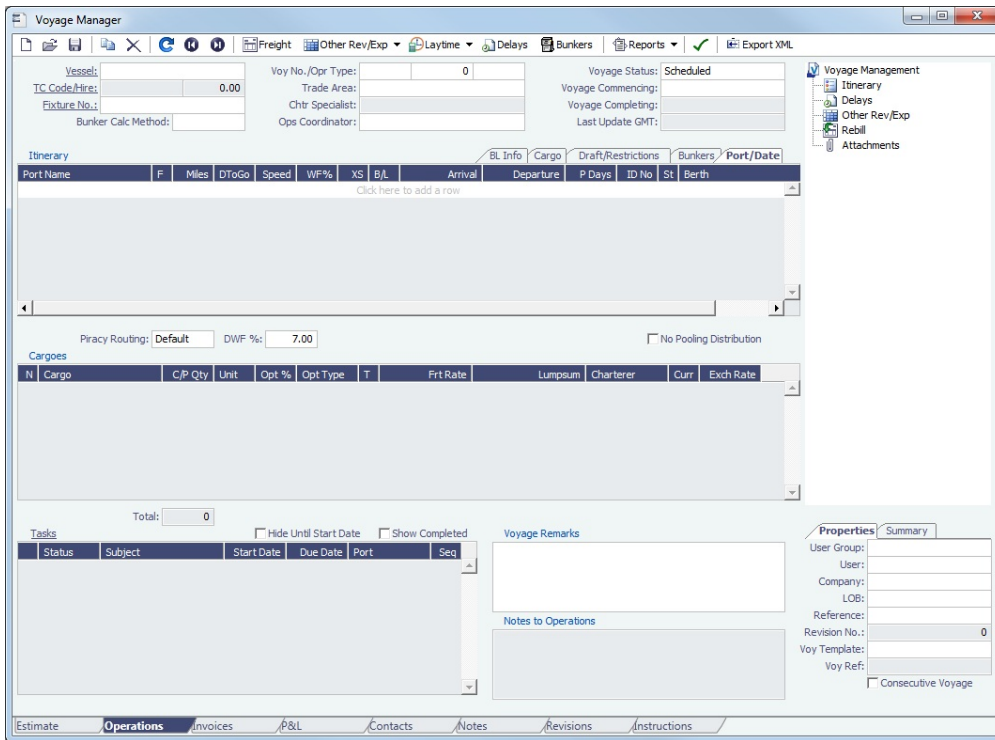 Voyage Manager
Freight Other Rev/Exp Laytime Delays Bunkers Reports Export XML
Vessel: Voy No./Opr Type: 0 Voyage Status: Scheduled
TC Code/Hire: 0.00 Trade Area: Voyage Commencing:
Fixture No.: Chtr Specialist: Voyage Completing:
Bunker Calc Method: Ops Coordinator: Last Update GMT:
Voyage Management
Itinerary
Delays
Other Rev/Exp
Rebill
Attachments
Itinerary BL Info Cargo Draft/Restrictions Bunkers Port/Date
Port Name F Miles DToGo Speed WF% XS B/L Arrival Departure P Days ID No St Berth
Click here to add a row
Piracy Routing: Default DWF %: 7.00 No Pooling Distribution
Cargoes
N Cargo C/P Qty Unit Opt % Opt Type T Frt Rate Lumpsum Charterer Curr Exch Rate
Total: 0
Tasks Hide Until Start Date Show Completed
Status Subject Start Date Due Date Port Seq
Voyage Remarks
Notes to Operations
Properties Summary
User Group:
User:
Company:
LOB:
Reference:
Revision No.: 0
Voy Template:
Voy Ref:
Consecutive Voyage
Estimate Operations Invoices P&L Contacts Notes Revisions Instructions